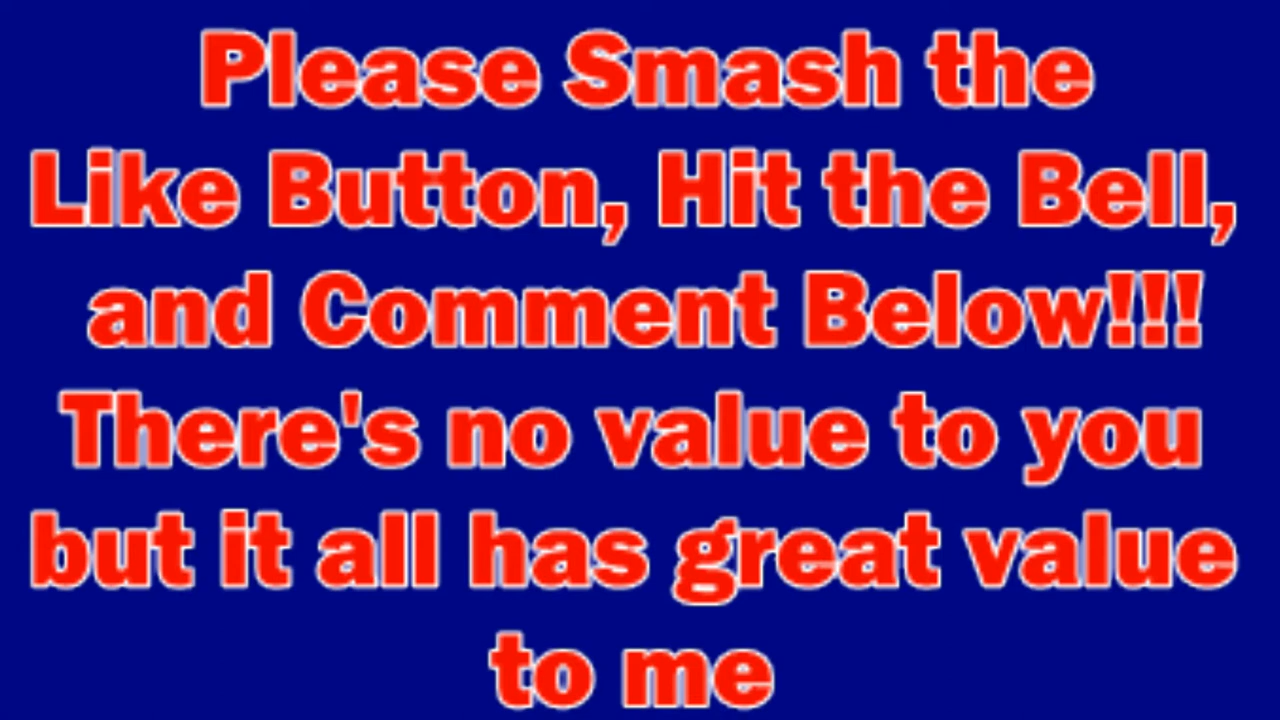 Please Smash the
Like Button, Hit the Bell,
and Comment Below!!!
There's no value to you
but it all has great value
to me